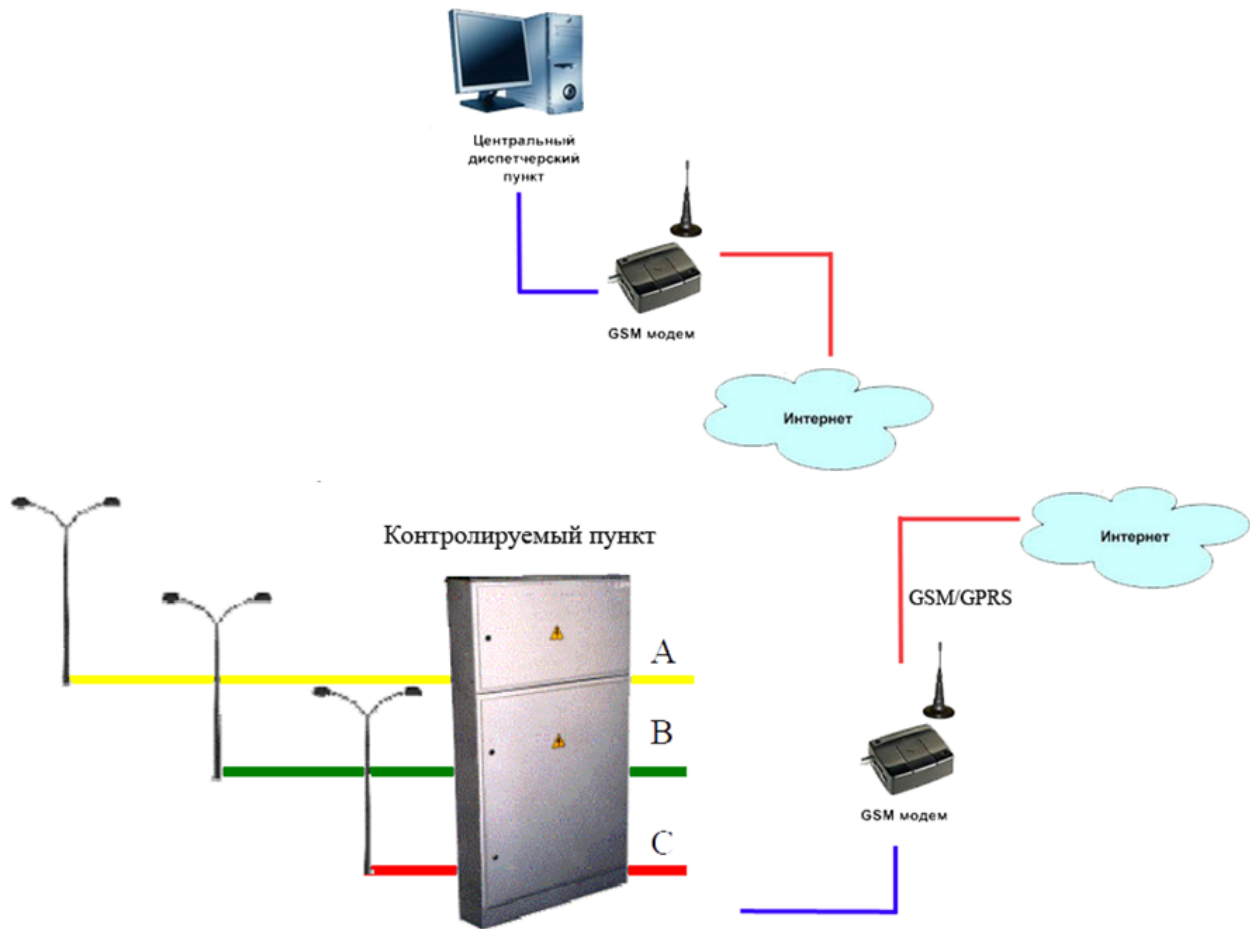 Центральный
диспетчерский
пункт
GSM модем
Интернет
Контролируемый пункт
Интернет
GSM/GPRS
A
B
C
GSM модем